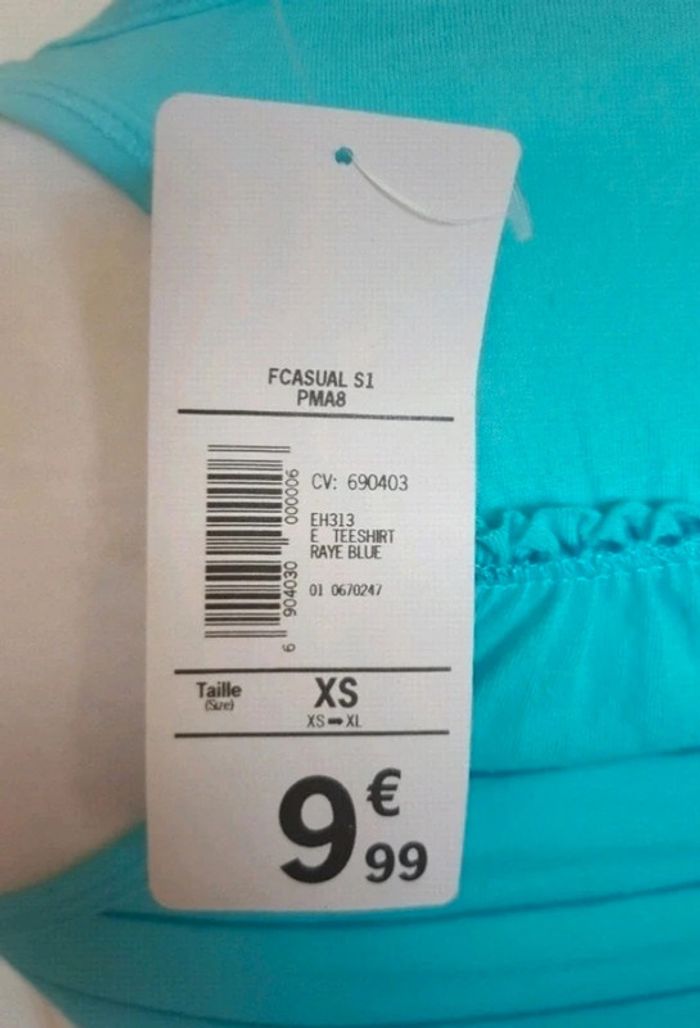 FCASUAL S1
PMA8
CV: 690403
EH313
E TEESHIRT
RAYE BLUE
01 0670247
6 904030 000006
Taille
(Size)
XS
XS➡XL
9€99